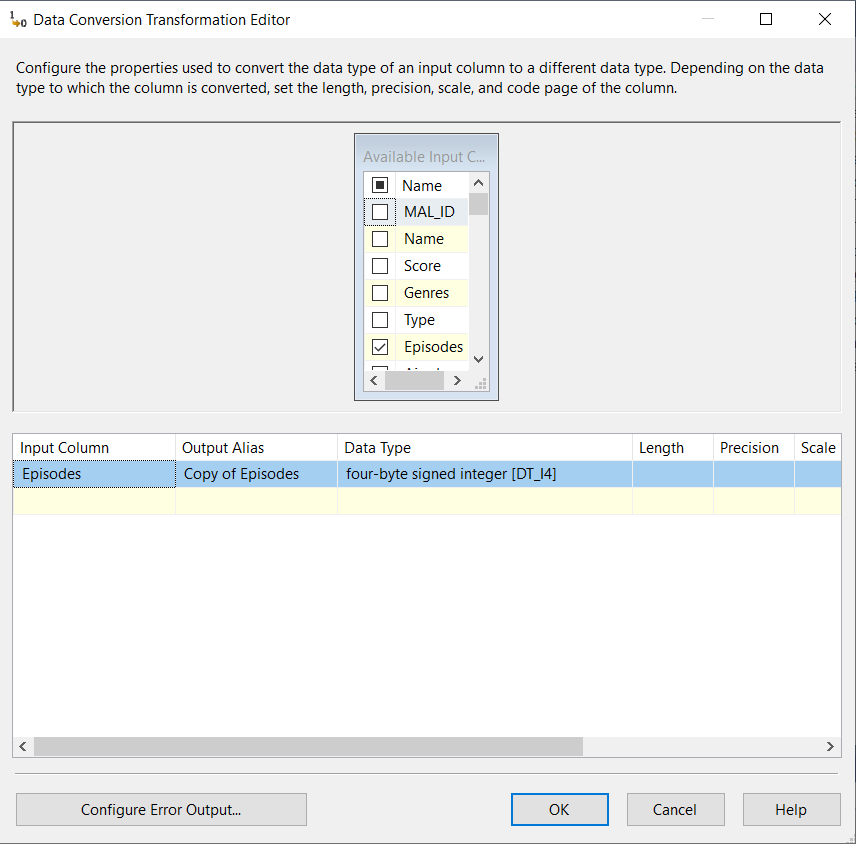 Data Conversion Transformation Editor
Configure the properties used to convert the data type of an input column to a different data type. Depending on the data
type to which the column is converted, set the length, precision, scale, and code page of the column.
Available Input C...
Name
MAL_ID
Name
Score
Genres
Type
Episodes
Input Column Output Alias Data Type Length Precision Scale
Episodes Copy of Episodes four-byte signed integer [DT_I4]
Configure Error Output... OK Cancel Help